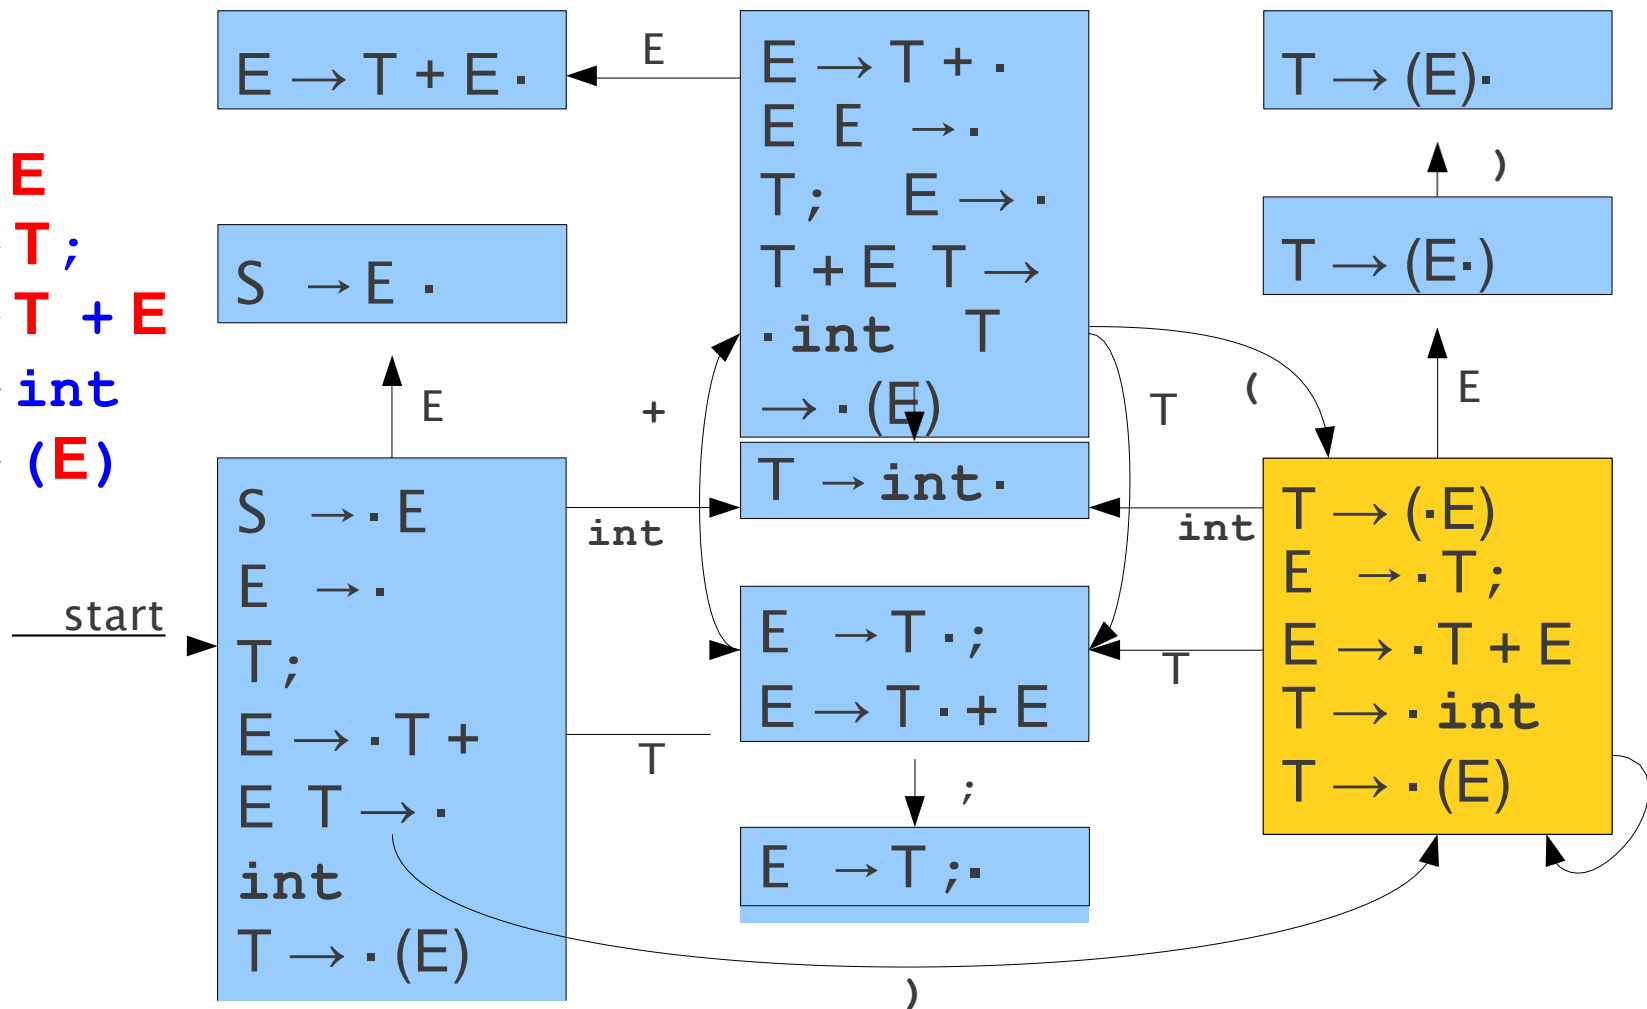 E
T ;
T + E
int
(E)
start
E → T + E ·
E
S → E ·
E
S → · E
E → ·
T ;
E → · T +
E T → ·
int
T → · (E)
int
T
+
E → T + ·
E E → ·
T ; E → ·
T + E T →
· int T
→ · (E)
T → int ·
E → T · ;
E → T · + E
;
E → T ; ·
)
T
(
int
T
T → (E) ·
)
T → (E · )
E
T → ( · E)
E → · T ;
E → · T + E
T → · int
T → · (E)